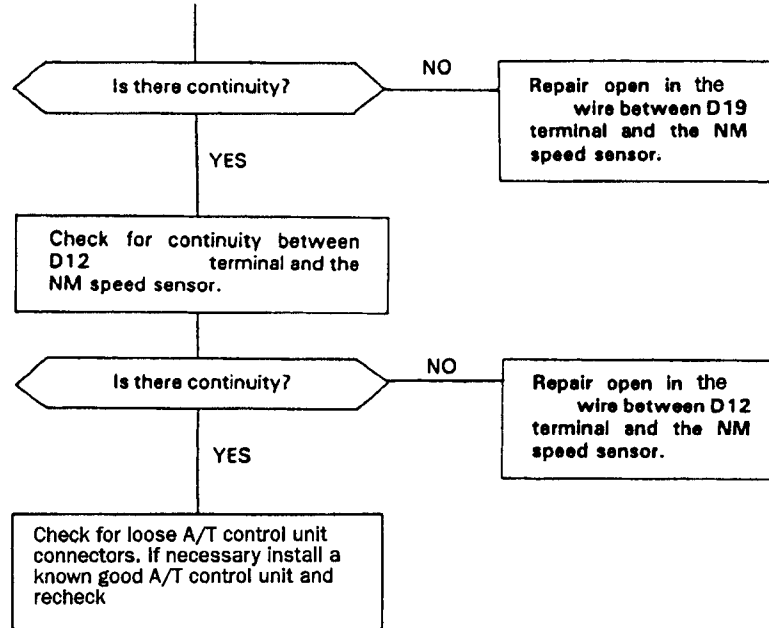 Is there continuity?
NO
Repair open in the
wire between D19
terminal and the NM
speed sensor.
YES
Check for continuity between
D12 terminal and the
NM speed sensor.
Is there continuity?
NO
Repair open in the
wire between D12
terminal and the NM
speed sensor.
YES
Check for loose A/T control unit
connectors. If necessary install a
known good A/T control unit and
recheck